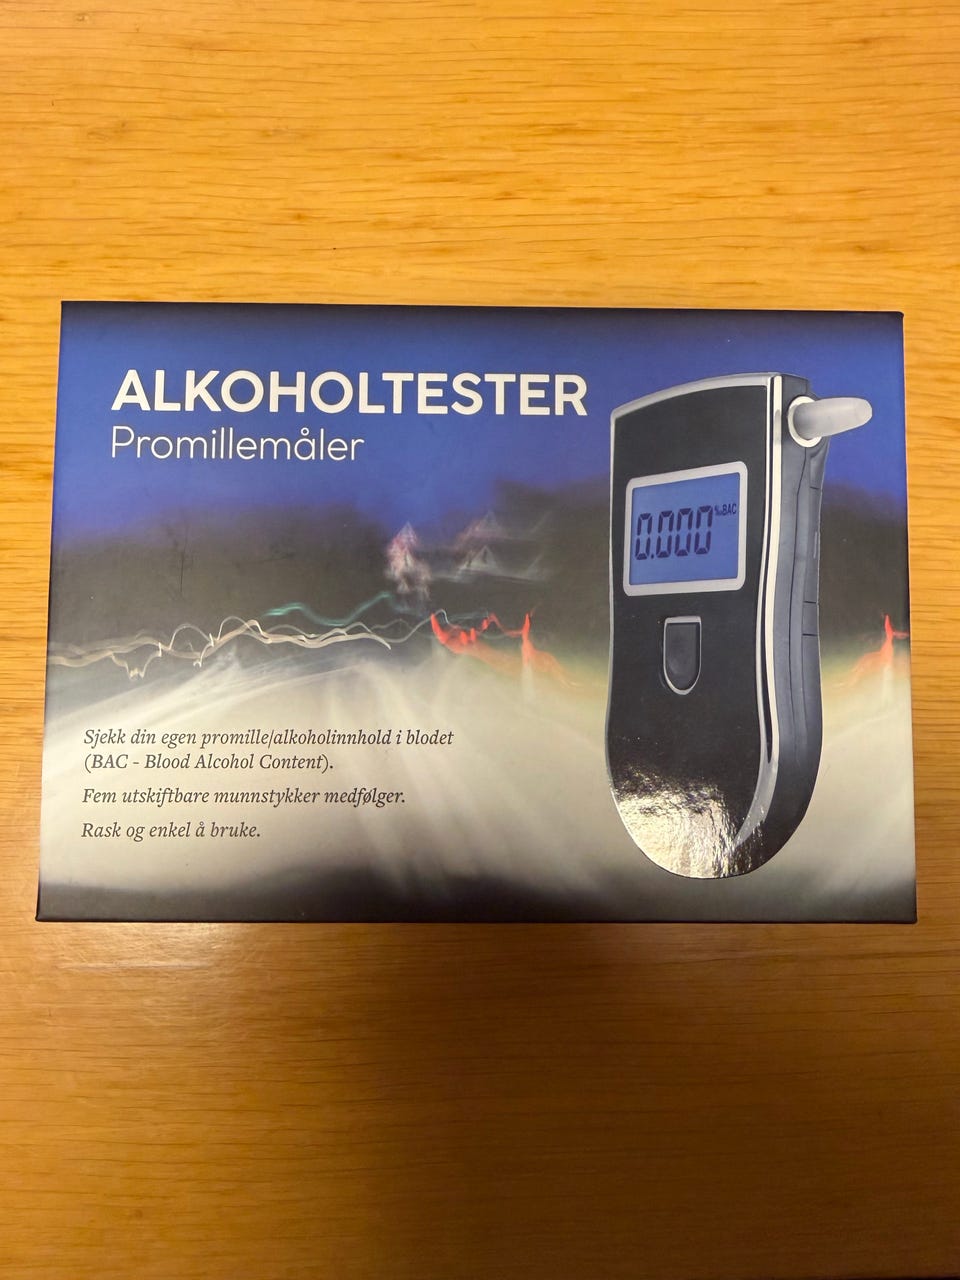 ALKOHOLTESTER
Promillemåler
0.000 ‰BAC
Sjekk din egen promille/alkoholinnhold i blodet
(BAC - Blood Alcohol Content).
Fem utskiftbare munnstykker medfølger.
Rask og enkel å bruke.